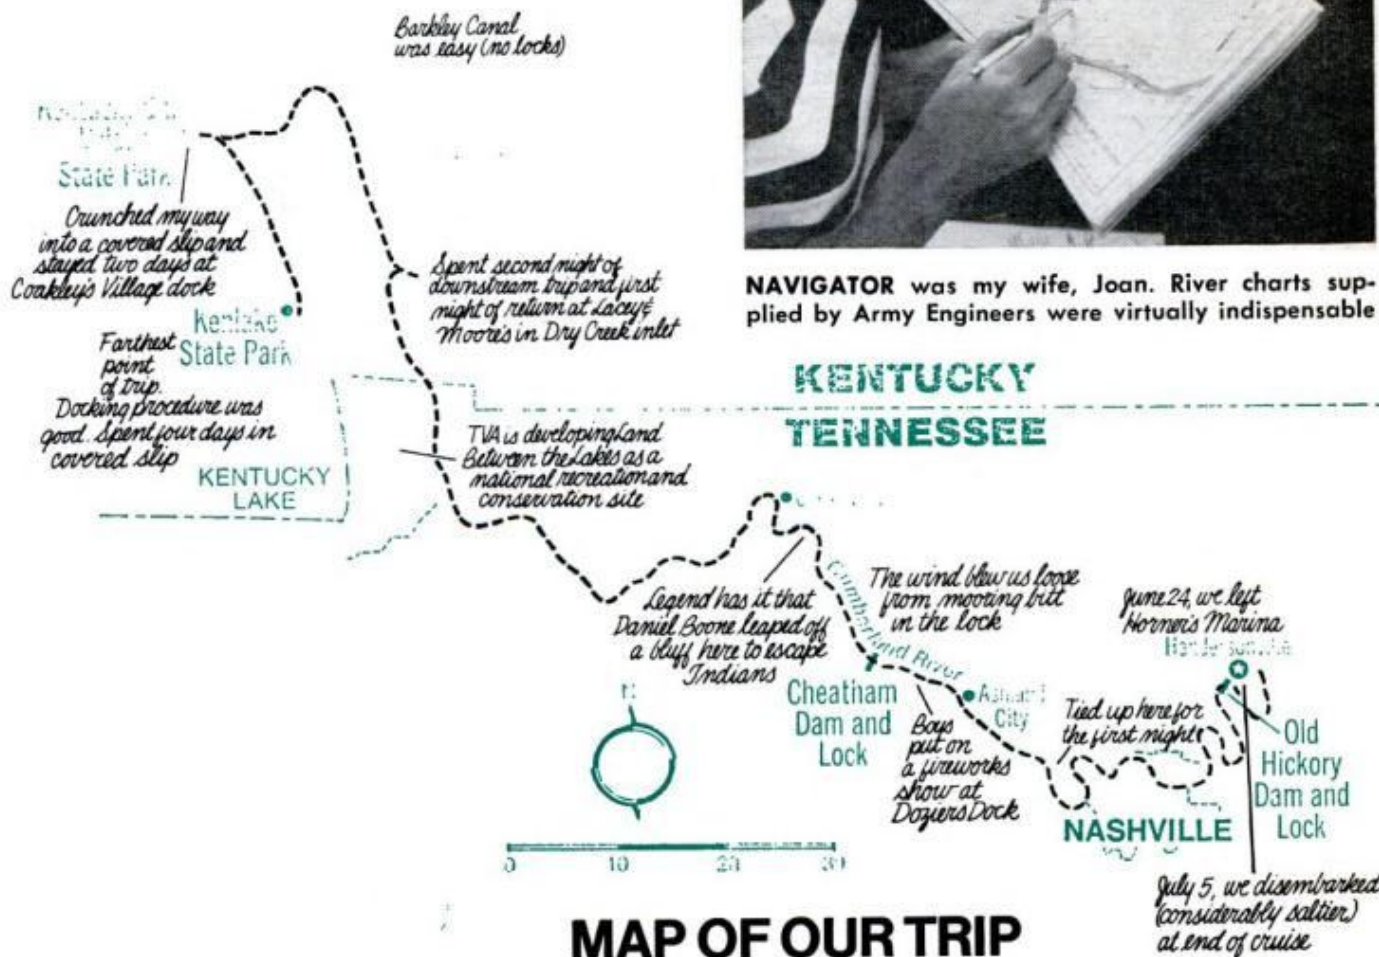 Barkley Canal
was easy (no locks)
State Park
Crunched my way
into a covered slip and
stayed two days at
Coakley's Village dock
Kenlake
State Park
Farthest
point
of trip.
Docking procedure was
good. Spent four days in
covered slip
KENTUCKY
LAKE
Spent second night of
downstream trip and first
night of return at Lacey &
Moore's in Dry Creek inlet
NAVIGATOR was my wife, Joan. River charts sup-
plied by Army Engineers were virtually indispensable
KENTUCKY
TENNESSEE
TVA is developing Land
Between the Lakes as a
national recreation and
conservation site
Legend has it that
Daniel Boone leaped off
a bluff here to escape
Indians
Cumberland River
The wind blew us loose
from mooring bitt
in the lock
June 24, we left
Horner's Marina
Hendersonville
Cheatham
Dam and
Lock
Ashland
City
Boys
put on
a fireworks
show at
Doziers Dock
Tied up here for
the first night
Old
Hickory
Dam and
Lock
NASHVILLE
N
0 10 20 30
July 5, we disembarked
(considerably saltier)
at end of cruise
MAP OF OUR TRIP